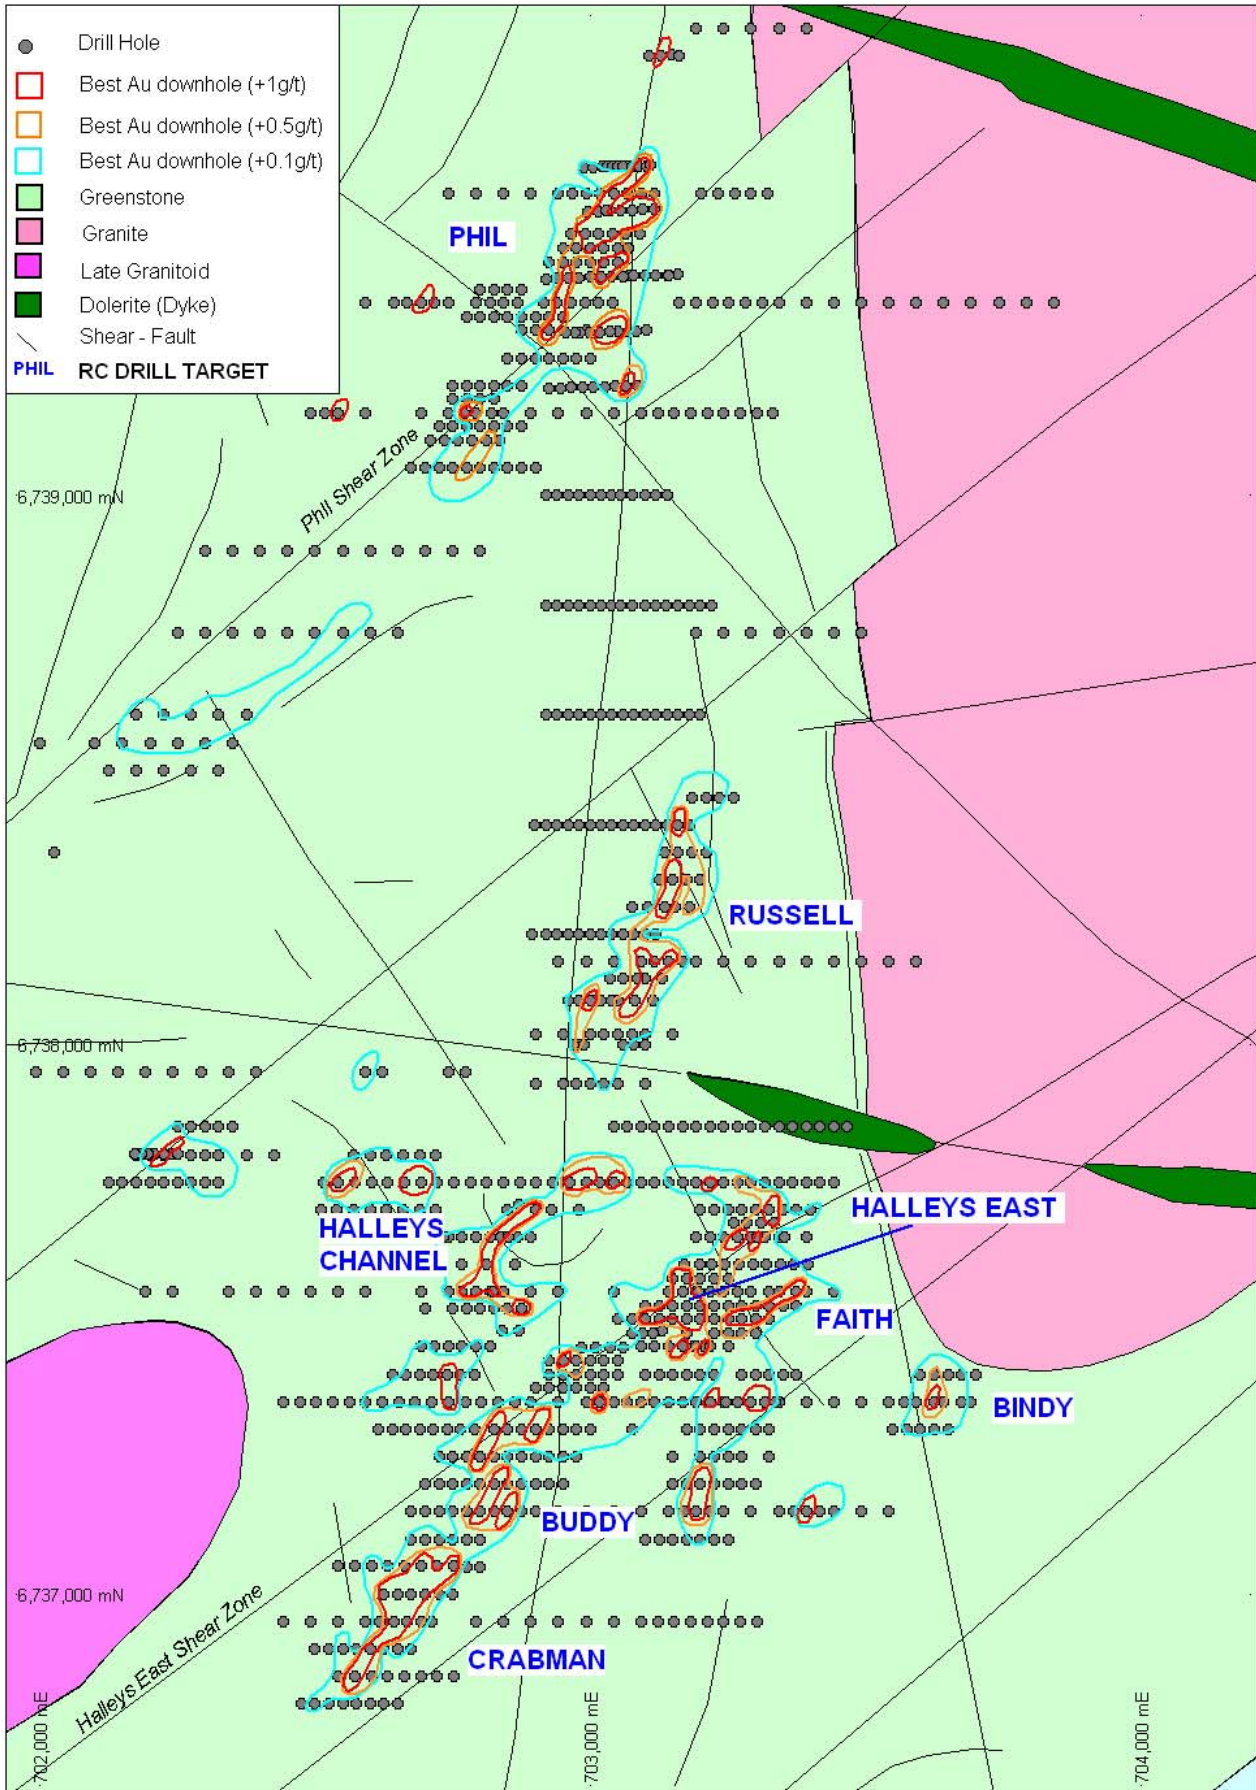 Drill Hole
Best Au downhole (+1g/t)
Best Au downhole (+0.5g/t)
Best Au downhole (+0.1g/t)
Greenstone
Granite
Late Granitoid
Dolerite (Dyke)
Shear - Fault
PHIL RC DRILL TARGET
PHIL
Phil Shear Zone
6,739,000 mN
RUSSELL
6,738,000 mN
HALLEYS EAST
HALLEYS
CHANNEL
FAITH
BINDY
BUDDY
6,737,000 mN
Halleys East Shear Zone
CRABMAN
702,000 mE
703,000 mE
704,000 mE